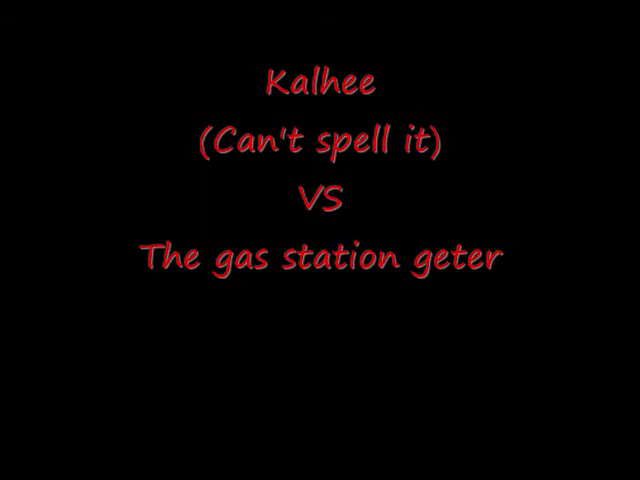 Kalhee
(Can't spell it)
VS
The gas station geter